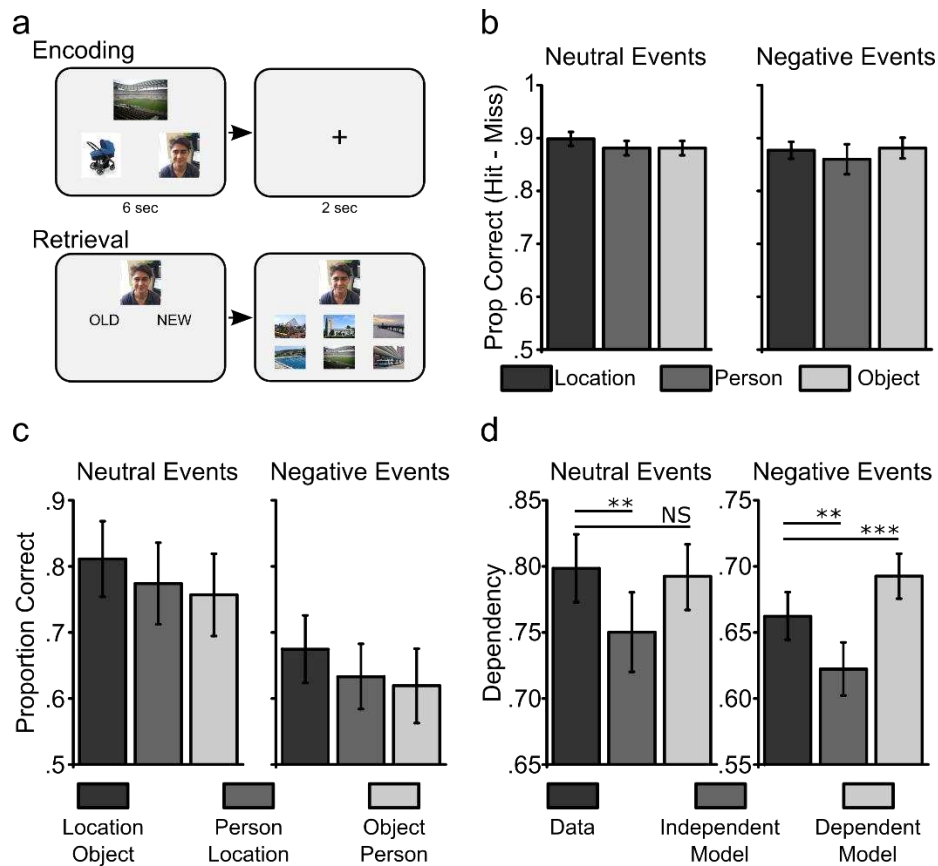 a
Encoding
6 sec
2 sec
Retrieval
OLD NEW
b
Neutral Events Negative Events
Prop Correct (Hit - Miss)
1
.9
.8
.9
.6
.5
Location Person Object
c
Neutral Events Negative Events
Proportion Correct
.9
.8
.7
.6
.5
Location Object
Person Location
Object Person
d
Neutral Events Negative Events
Dependency
.85
.80
.75
.70
.65
** NS
.75
.70
.65
.60
.55
**
***
Data
Independent Model
Dependent Model